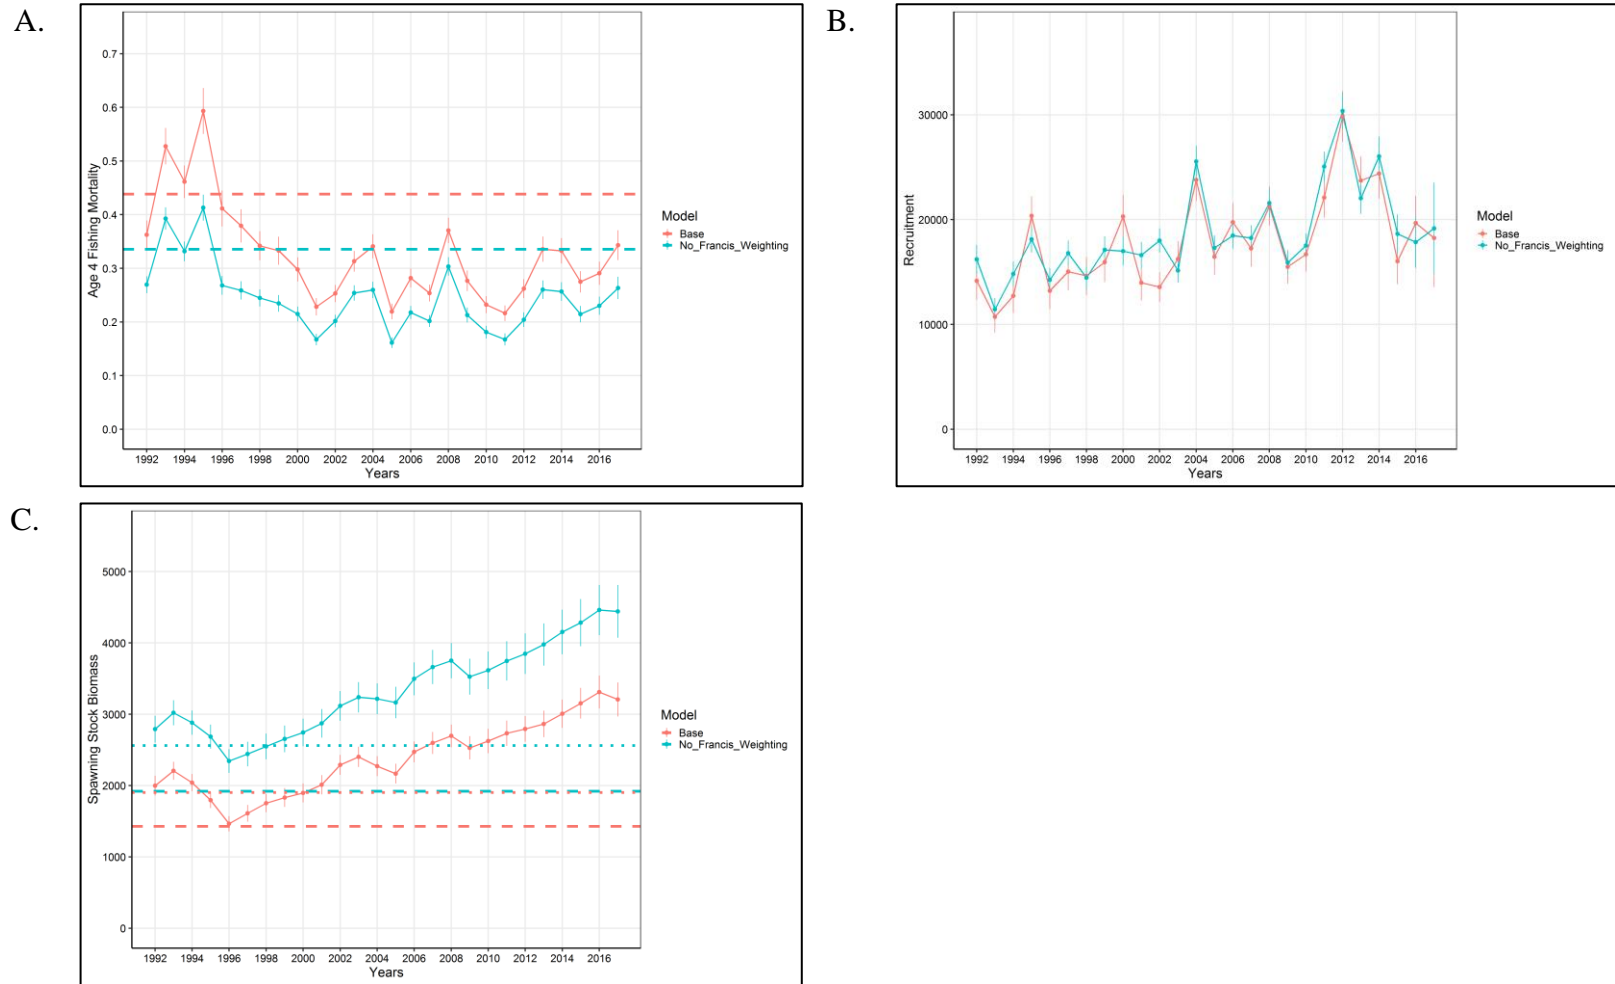 A.
0.7
0.6
0.5
0.4
0.3
0.2
0.1
0.0
Age 4 Fishing Mortality
1992 1994 1996 1998 2000 2002 2004 2006 2008 2010 2012 2014 2016
Years
Model
Base
No_Francis_Weighting
B.
30000
20000
10000
0
Recruitment
1992 1994 1996 1998 2000 2002 2004 2006 2008 2010 2012 2014 2016
Years
Model
Base
No_Francis_Weighting
C.
5000
4000
3000
2000
1000
0
Spawning Stock Biomass
1992 1994 1996 1998 2000 2002 2004 2006 2008 2010 2012 2014 2016
Years
Model
Base
No_Francis_Weighting